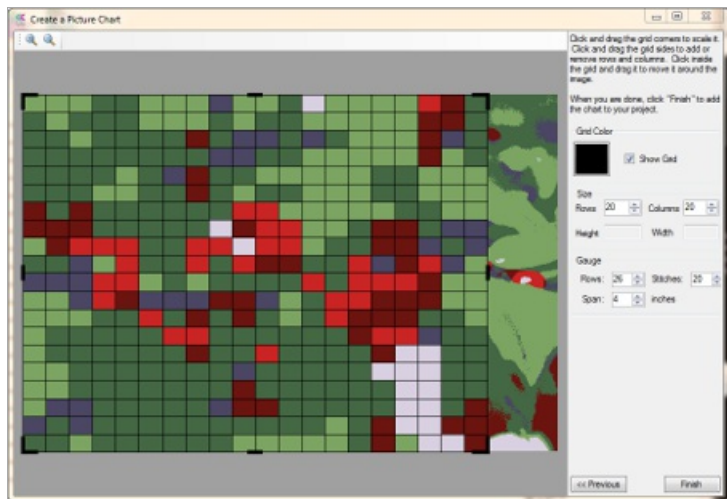 Create a Picture Chart
Click and drag the grid corners to scale it.
Click and drag the grid sides to add or
remove rows and columns. Click inside
the grid and drag it to move it around the
image.
When you are done, click "Finish" to add
the chart to your project.
Grid Color
Show Grid
Size
Rows 20 Columns 20
Height Width
Gauge
Rows: 26 Stitches: 20
Span: 4 inches
<< Previous Finish